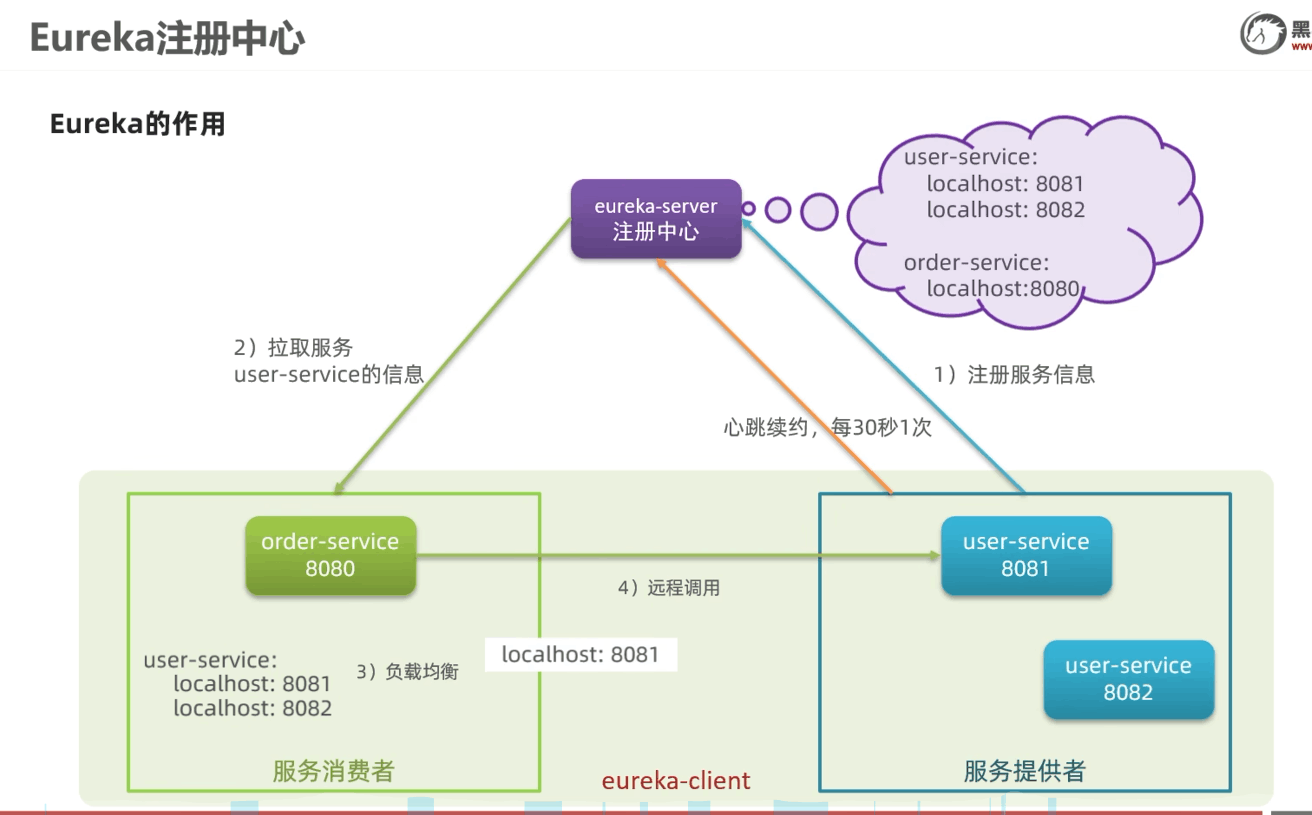 Eureka注册中心
黑
www
Eureka的作用
eureka-server
注册中心
user-service:
localhost: 8081
localhost: 8082
order-service:
localhost:8080
2）拉取服务
user-service的信息
1）注册服务信息
心跳续约，每30秒1次
order-service
8080
user-service
8081
4）远程调用
user-service:
localhost: 8081
localhost: 8082
3）负载均衡
localhost: 8081
user-service
8082
服务消费者
eureka-client
服务提供者